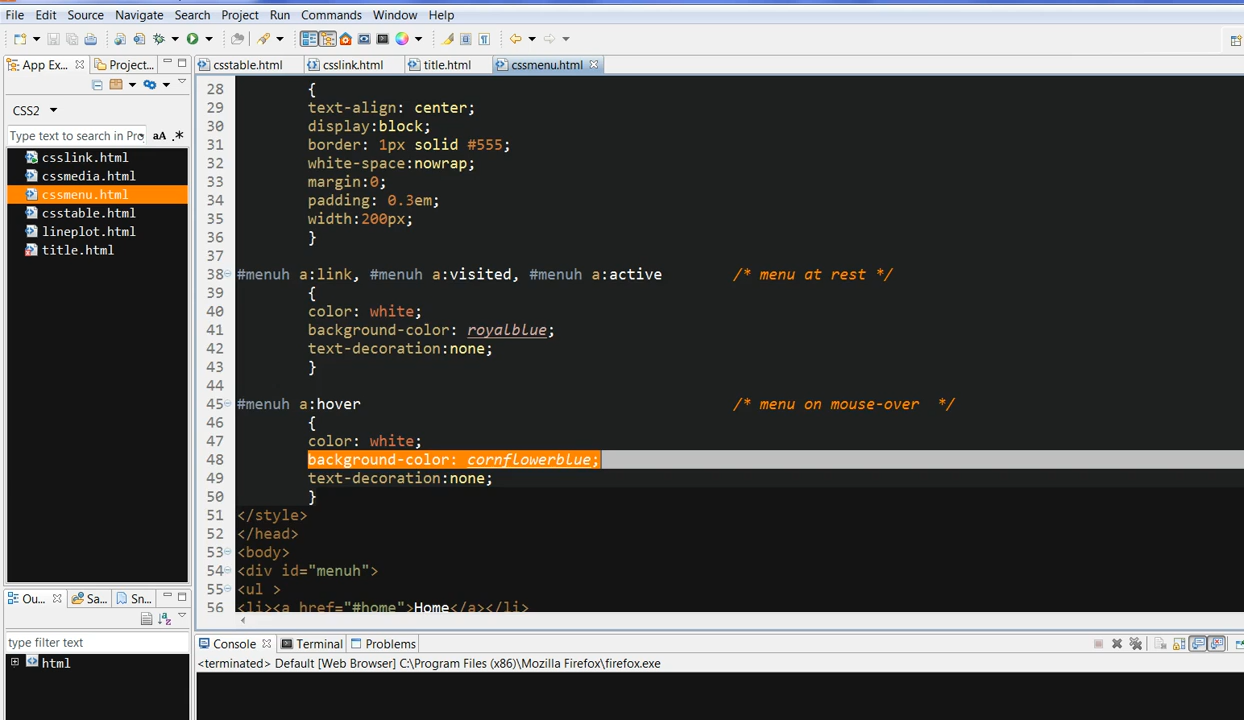 File Edit Source Navigate Search Project Run Commands Window Help
App Ex... Project... csstable.html csslink.html title.html cssmenu.html
CSS2
Type text to search in Pro aA .*
csslink.html
cssmedia.html
cssmenu.html
csstable.html
lineplot.html
title.html
28 {
29 text-align: center;
30 display:block;
31 border: 1px solid #555;
32 white-space:nowrap;
33 margin:0;
34 padding: 0.3em;
35 width:200px;
36 }
37
38 #menuh a:link, #menuh a:visited, #menuh a:active /* menu at rest */
39 {
40 color: white;
41 background-color: royalblue;
42 text-decoration:none;
43 }
44
45 #menuh a:hover /* menu on mouse-over */
46 {
47 color: white;
48 background-color: cornflowerblue;
49 text-decoration:none;
50 }
51 </style>
52 </head>
53 <body>
54 <div id="menuh">
55 <ul >
56 <li><a href="#home">Home</a></li>
Ou... Sa... Sn...
type filter text
html
Console Terminal Problems
<terminated> Default [Web Browser] C:\Program Files (x86)\Mozilla Firefox\firefox.exe